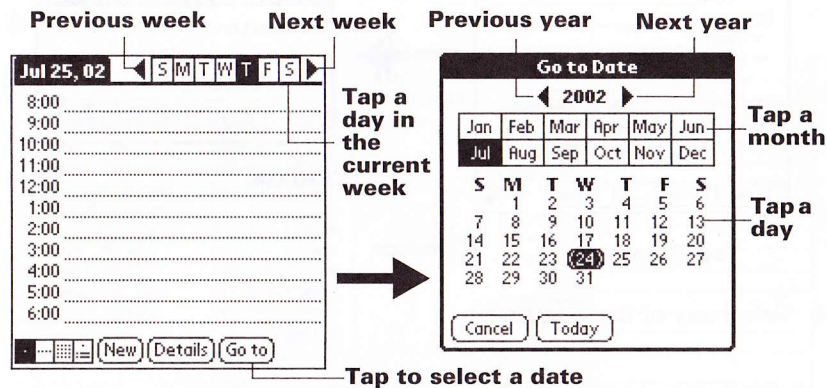 Previous week
Next week
Jul 25, 02
S M T W T F S
8:00
9:00
10:00
11:00
12:00
1:00
2:00
3:00
4:00
5:00
6:00
New Details Go to
Tap a
day in
the
current
week
Tap to select a date
Previous year
Next year
Go to Date
2002
Jan Feb Mar Apr May Jun
Jul Aug Sep Oct Nov Dec
S M T W T F S
1 2 3 4 5 6
7 8 9 10 11 12 13
14 15 16 17 18 19 20
21 22 23 24 25 26 27
28 29 30 31
Cancel Today
Tap a
month
Tap a
day